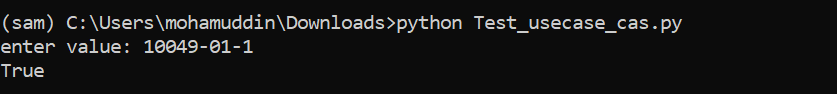 (sam) C:\Users\mohamuddin\Downloads>python Test_usecase_cas.py
enter value: 10049-01-1
True